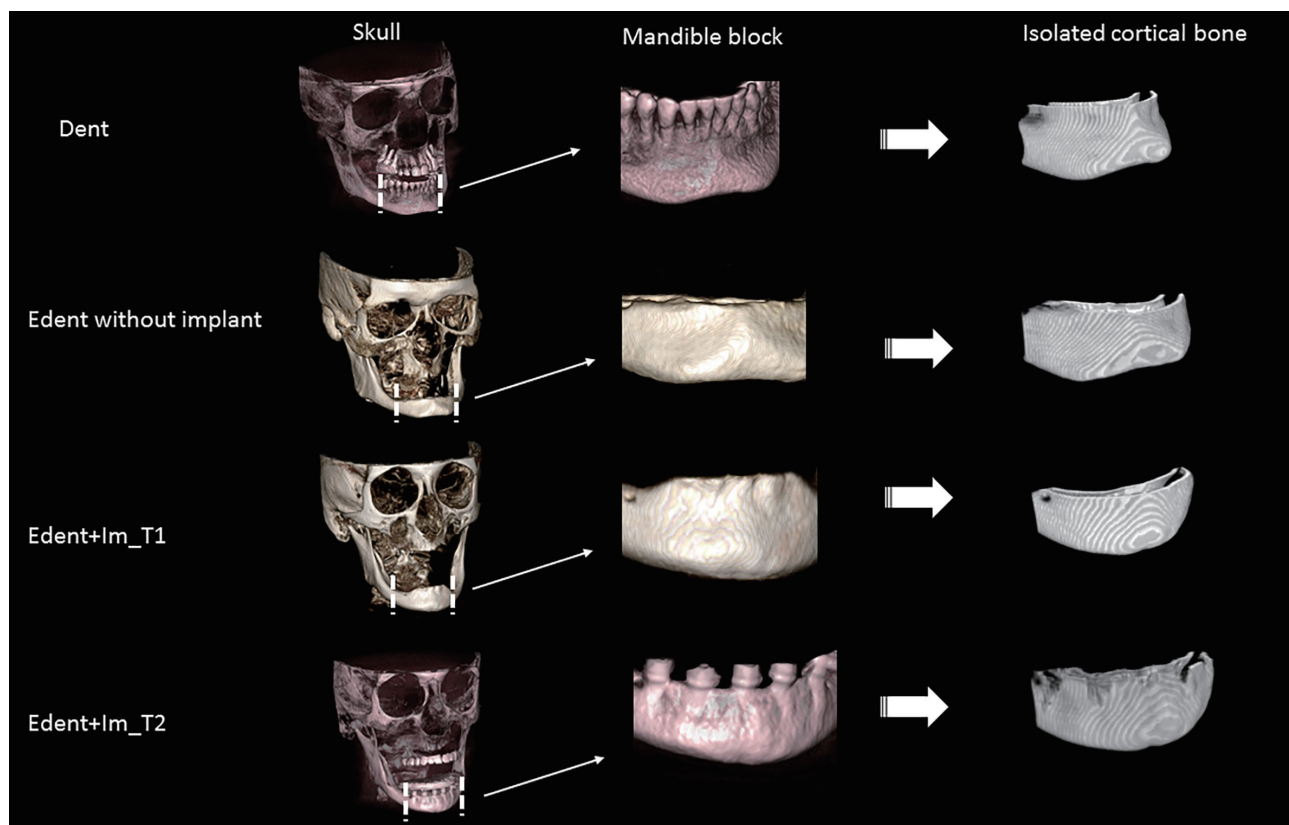 Skull
Mandible block
Isolated cortical bone
Dent
Edent without implant
Edent+Im_T1
Edent+Im_T2